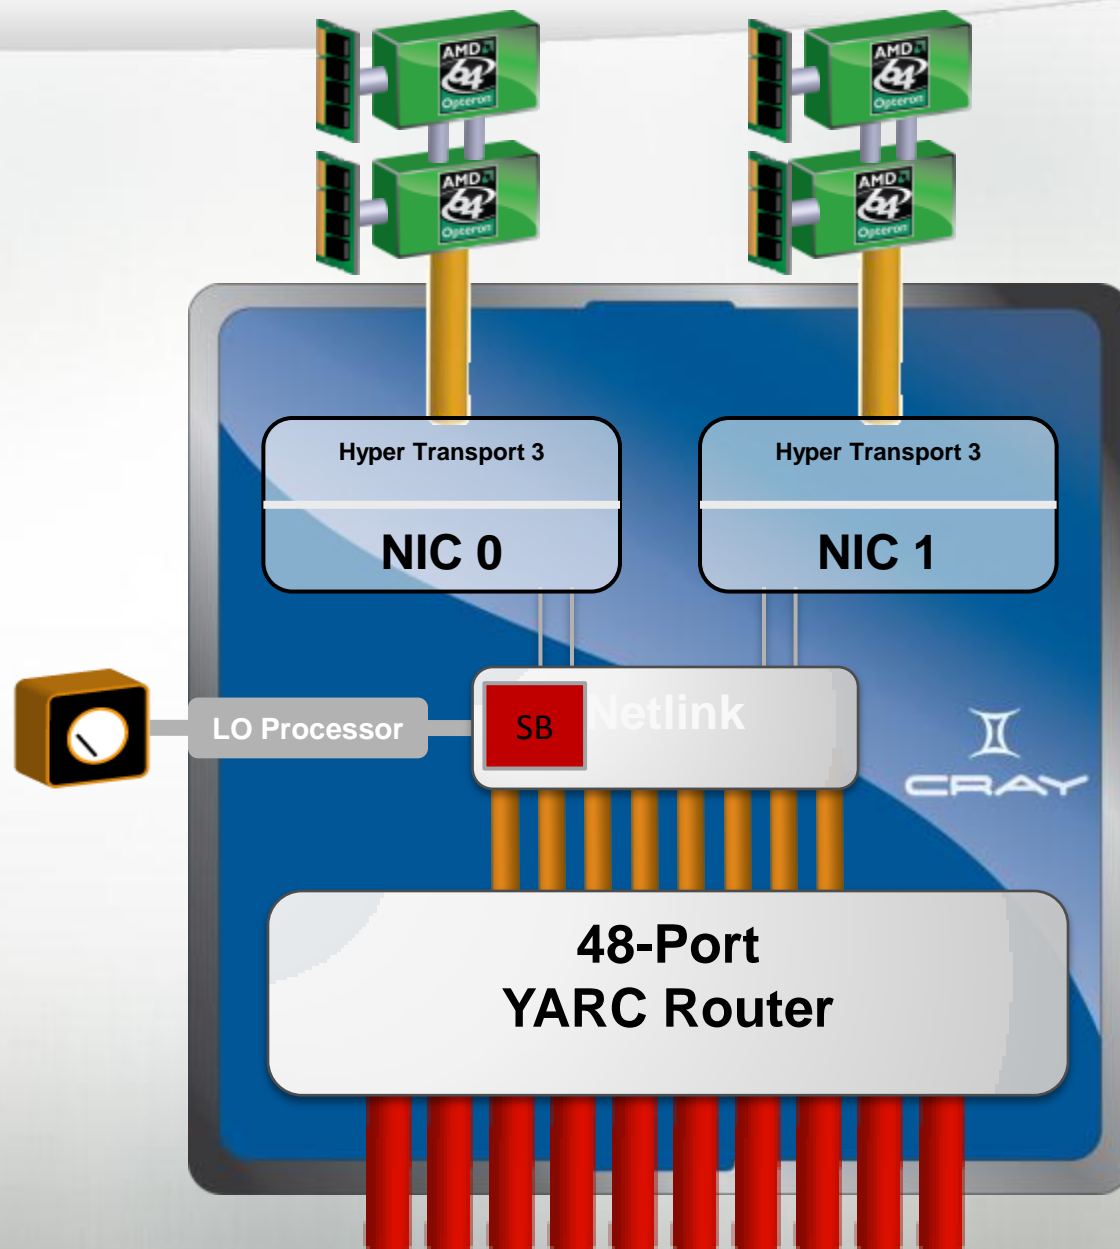 AMD
64
Opteron
AMD
64
Opteron
AMD
64
Opteron
AMD
64
Opteron
Hyper Transport 3
NIC 0
Hyper Transport 3
NIC 1
LO Processor
SB
Netlink
CRAY
48-Port
YARC Router